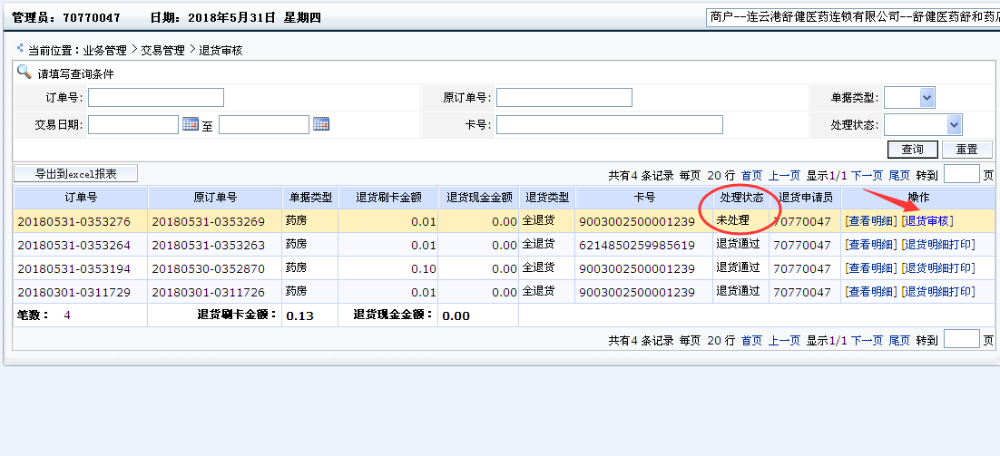 管理员：70770047 日期：2018年5月31日 星期四 商户--连云港舒健医药连锁有限公司--舒健医药舒和药店
当前位置：业务管理 > 交易管理 > 退货审核
请填写查询条件
订单号: 原订单号: 单据类型:
交易日期: 至 卡号: 处理状态:
查询 重置
导出到excel报表 共有4 条记录 每页 20 行 首页 上一页 显示1/1 下一页 尾页 转到 页
订单号 原订单号 单据类型 退货刷卡金额 退货现金金额 退货类型 卡号 处理状态 退货申请员 操作
20180531-0353276 20180531-0353269 药房 0.01 0.00 全退货 9003002500001239 未处理 70770047 [查看明细] [退货审核]
20180531-0353264 20180531-0353263 药房 0.01 0.00 全退货 6214850259985619 退货通过 70770047 [查看明细] [退货明细打印]
20180531-0353194 20180530-0352870 药房 0.10 0.00 全退货 9003002500001239 退货通过 70770047 [查看明细] [退货明细打印]
20180301-0311729 20180301-0311726 药房 0.01 0.00 全退货 9003002500001239 退货通过 70770047 [查看明细] [退货明细打印]
笔数： 4 退货刷卡金额： 0.13 退货现金金额： 0.00
共有4 条记录 每页 20 行 首页 上一页 显示1/1 下一页 尾页 转到 页